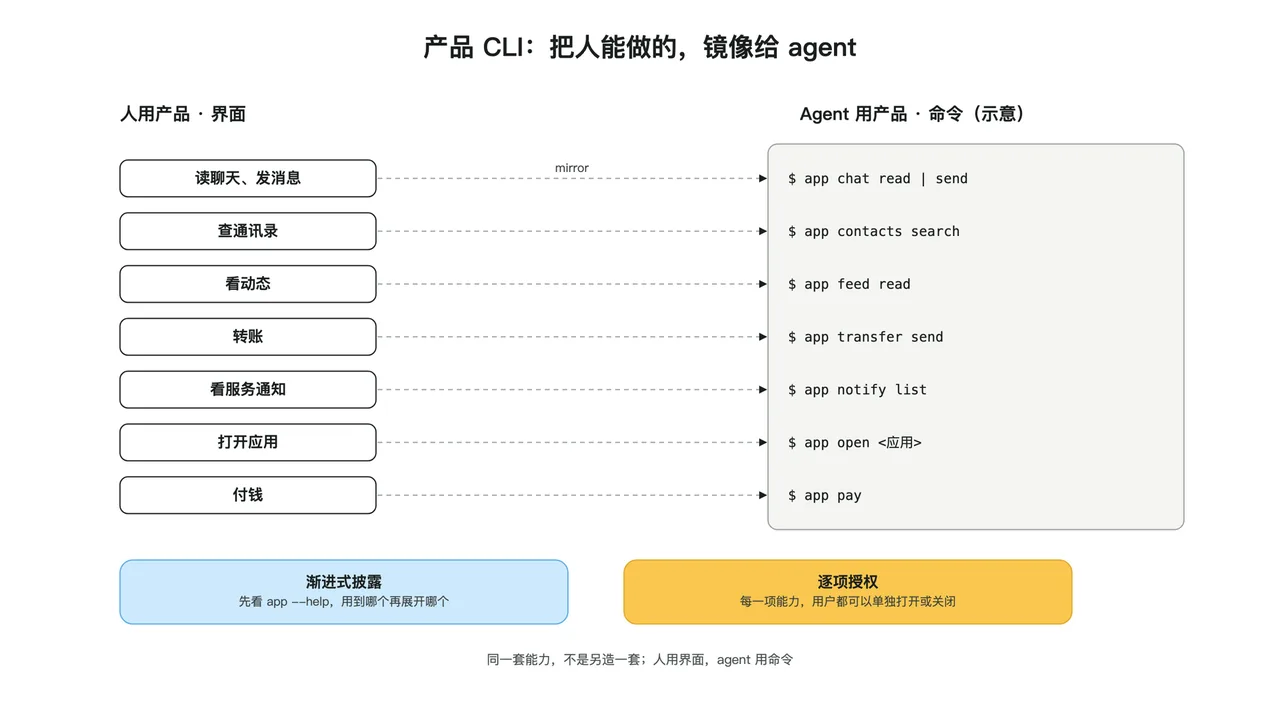 产品 CLI：把人能做的，镜像给 agent
人用产品 · 界面
Agent 用产品 · 命令（示意）
读聊天、发消息
mirror
$ app chat read | send
查通讯录
$ app contacts search
看动态
$ app feed read
转账
$ app transfer send
看服务通知
$ app notify list
打开应用
$ app open <应用>
付钱
$ app pay
渐进式披露
先看 app --help，用到哪个再展开哪个
逐项授权
每一项能力，用户都可以单独打开或关闭
同一套能力，不是另造一套；人用界面，agent 用命令